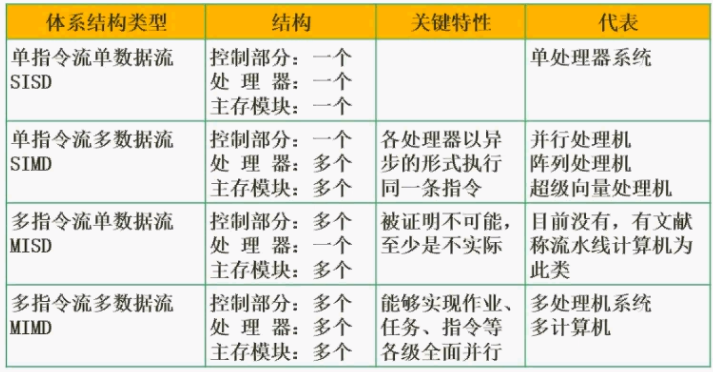 体系结构类型 结构 关键特性 代表
单指令流单数据流 控制部分：一个 单处理器系统
SISD 处 理 器：一个
主存模块：一个
单指令流多数据流 控制部分：一个 各处理器以异 并行处理机
SIMD 处 理 器：多个 步的形式执行 阵列处理机
主存模块：多个 同一条指令 超级向量处理机
多指令流单数据流 控制部分：多个 被证明不可能， 目前没有，有文献
MISD 处 理 器：一个 至少是不实际 称流水线计算机为
主存模块：多个 此类
多指令流多数据流 控制部分：多个 能够实现作业、 多处理机系统
MIMD 处 理 器：多个 任务、指令等 多计算机
主存模块：多个 各级全面并行